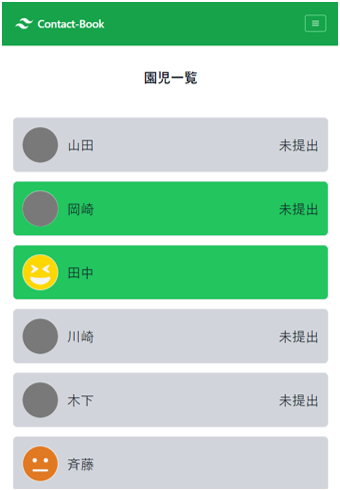 Contact-Book
園児一覧
山田 未提出
岡崎 未提出
田中
川崎 未提出
木下 未提出
斉藤